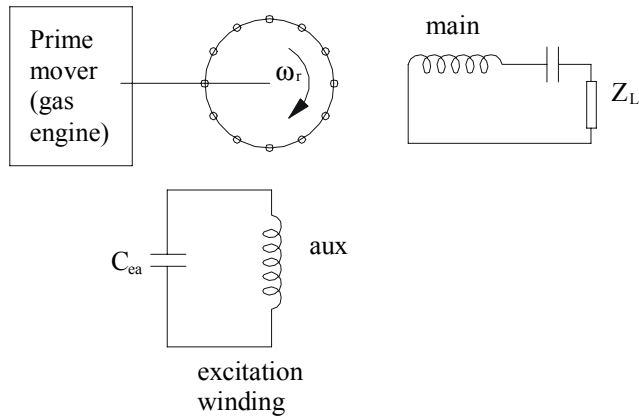 Prime
mover
(gas
engine)
ωr
main
ZL
Cea
aux
excitation
winding